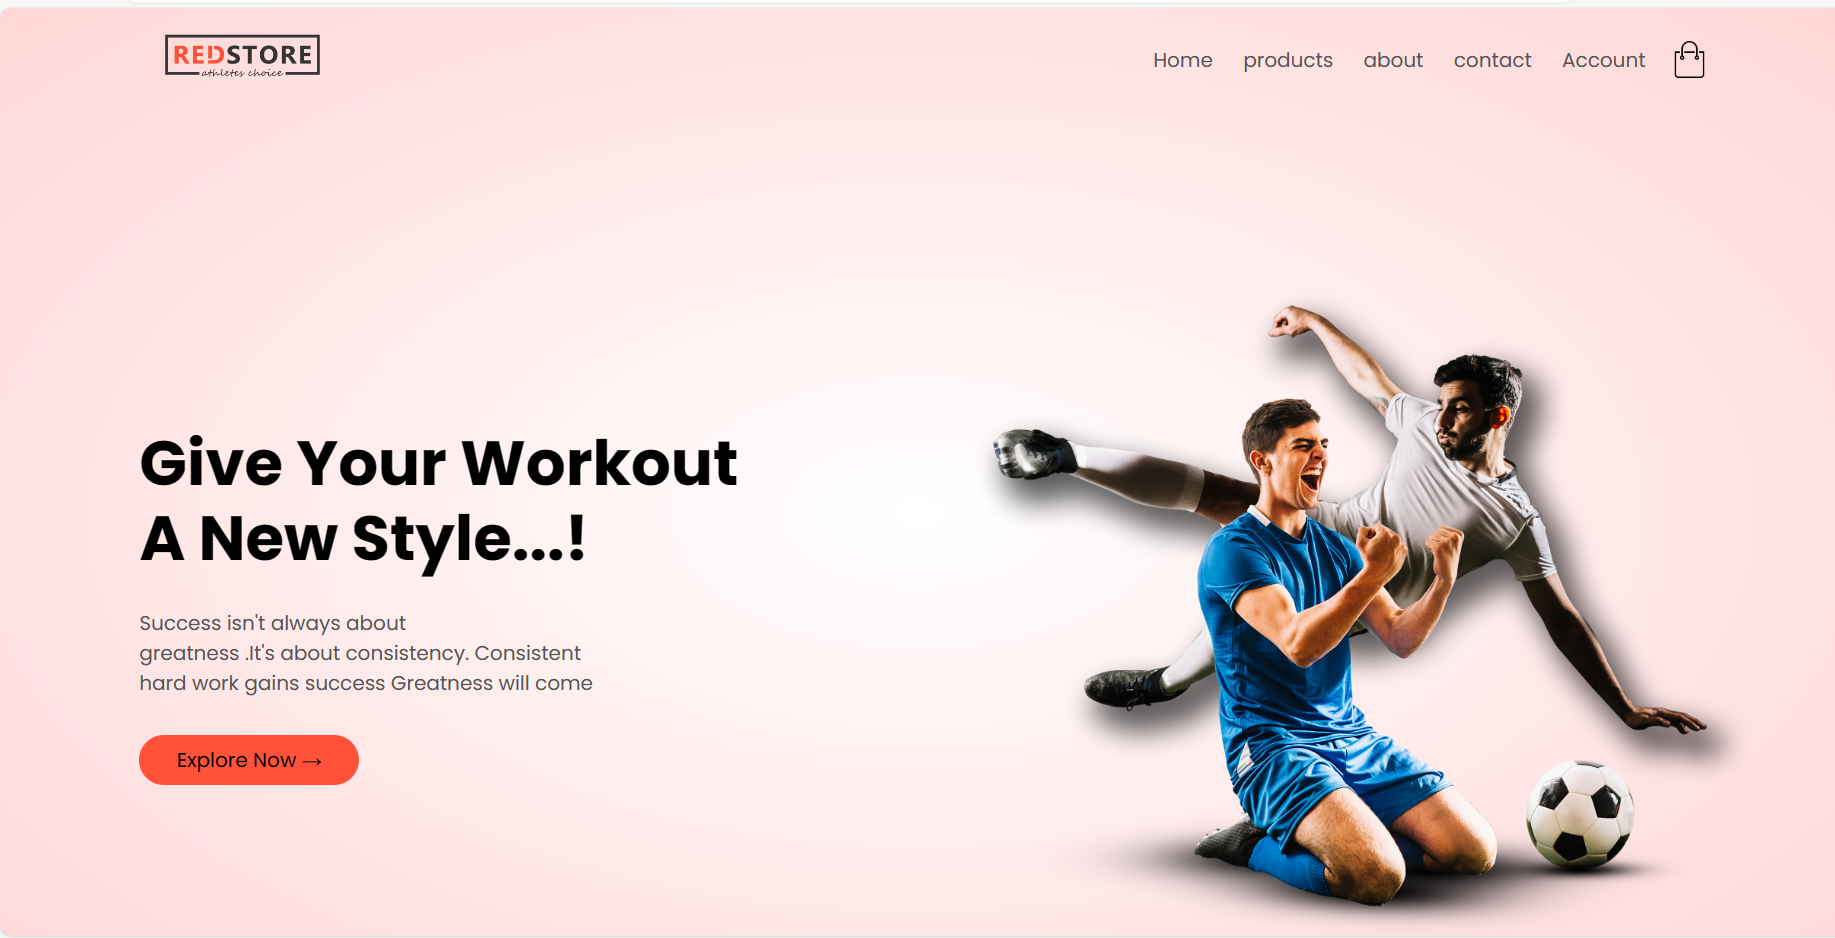 REDSTORE
athletes choice
Home products about contact Account
Give Your Workout
A New Style...!
Success isn't always about
greatness .It's about consistency. Consistent
hard work gains success Greatness will come
Explore Now →